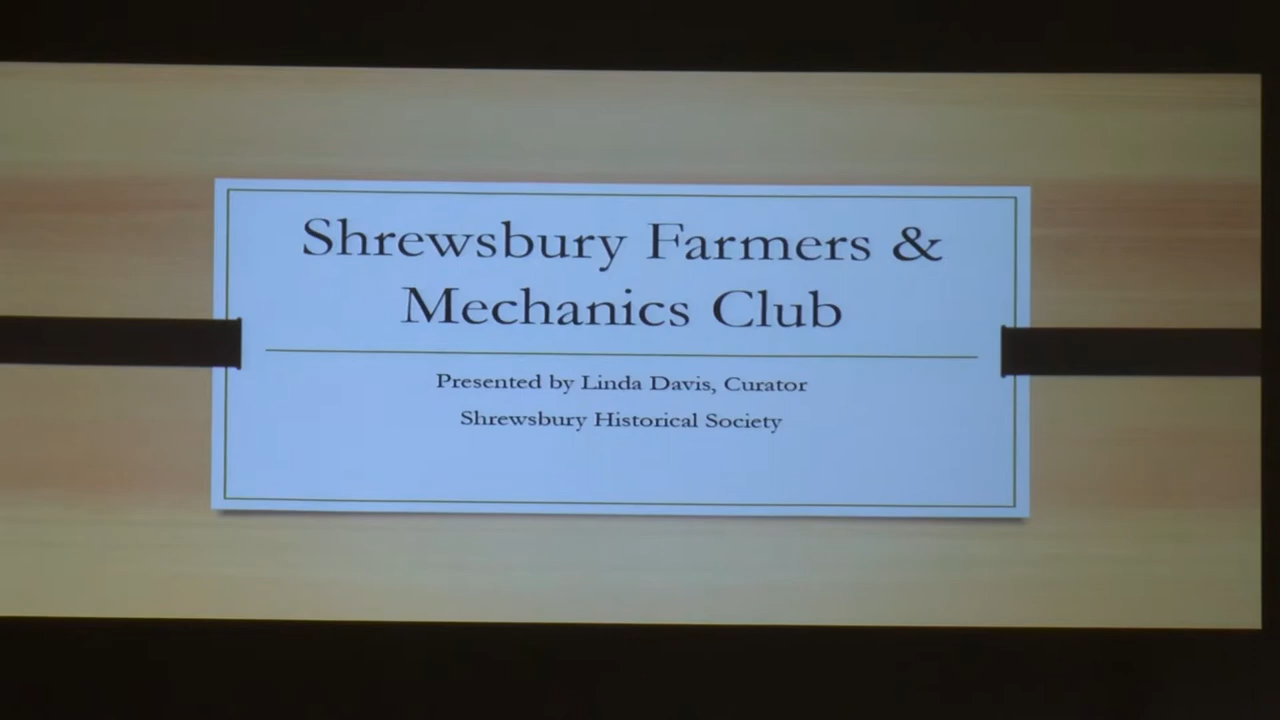 Shrewsbury Farmers &
Mechanics Club
Presented by Linda Davis, Curator
Shrewsbury Historical Society